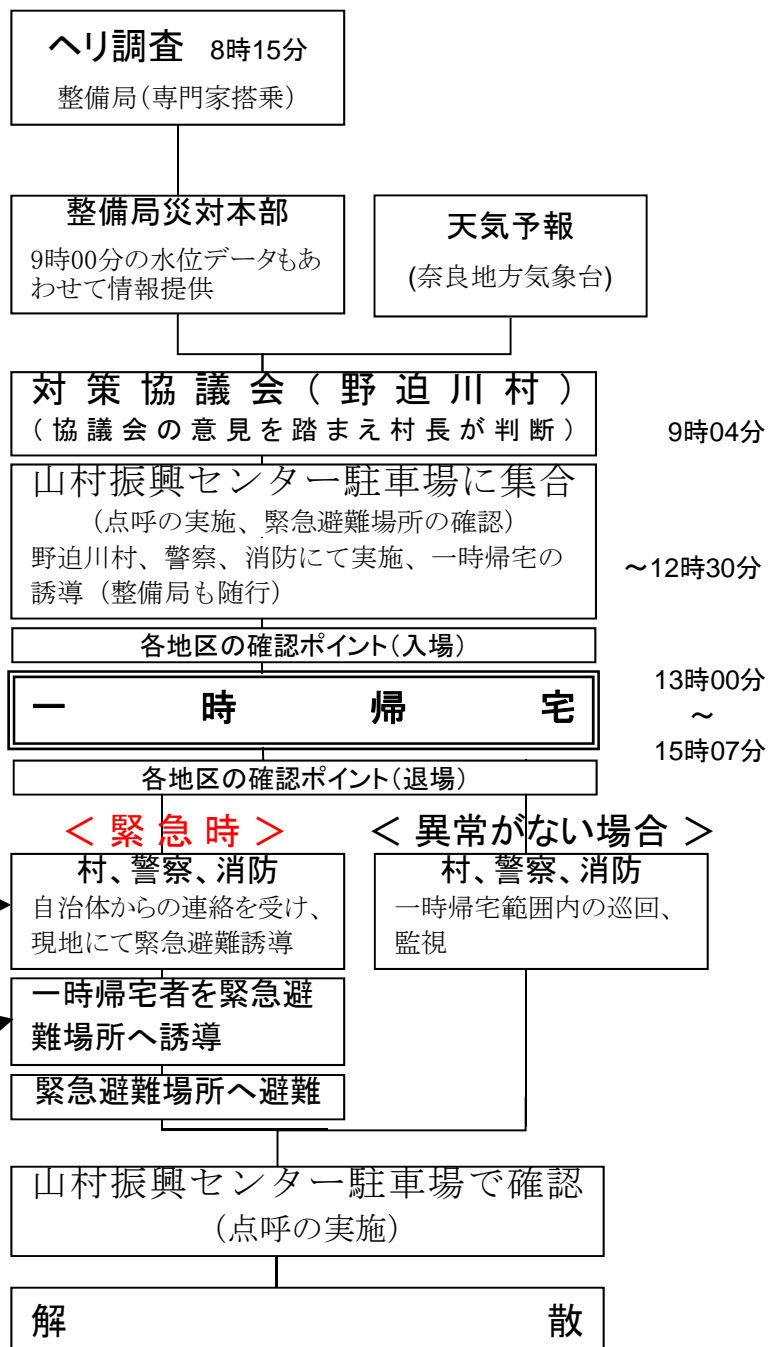 ヘリ調査 8時15分
整備局(専門家搭乗)
整備局災対本部
9時00分の水位データもあ
わせて情報提供
天気予報
(奈良地方気象台)
対策協議会(野迫川村)
(協議会の意見を踏まえ村長が判断)
9時04分
山村振興センター駐車場に集合
(点呼の実施、緊急避難場所の確認)
野迫川村、警察、消防にて実施、一時帰宅の
誘導(整備局も随行)
～12時30分
各地区の確認ポイント(入場)
一時帰宅
13時00分
～
15時07分
各地区の確認ポイント(退場)
＜緊急時＞
村、警察、消防
自治体からの連絡を受け、
現地にて緊急避難誘導
一時帰宅者を緊急避
難場所へ誘導
緊急避難場所へ避難
＜異常がない場合＞
村、警察、消防
一時帰宅範囲内の巡回、
監視
山村振興センター駐車場で確認
(点呼の実施)
解散